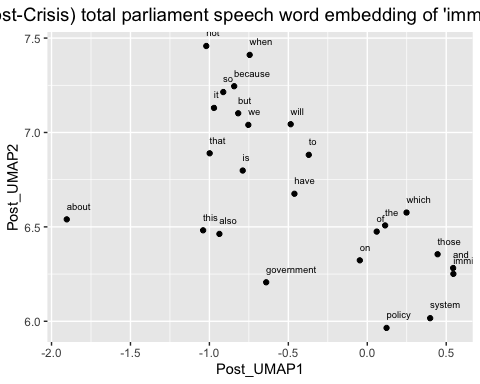 ost-Crisis) total parliament speech word embedding of 'imm
7.5
not
when
because
so
it
but
we
will
7.0
that
to
is
have
Post_UMAP2
which
about
the
of
6.5
this
also
those
on
and
immi
government
system
policy
6.0
-2.0 -1.5 -1.0 -0.5 0.0 0.5
Post_UMAP1